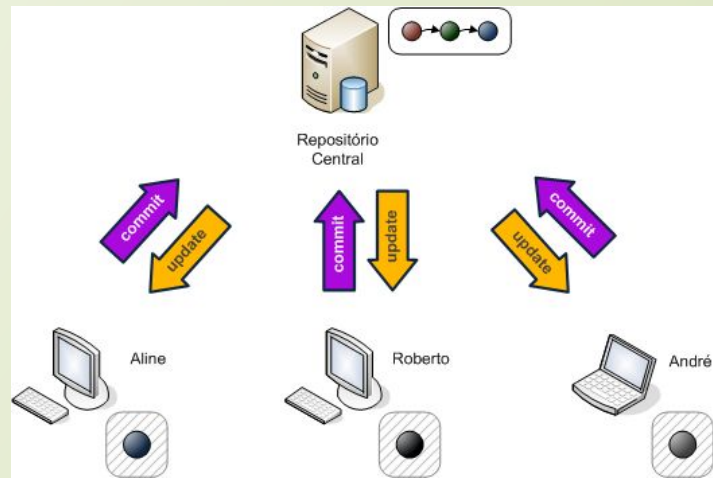 Repositório
Central
commit
update
commit
update
update
commit
Aline
Roberto
André